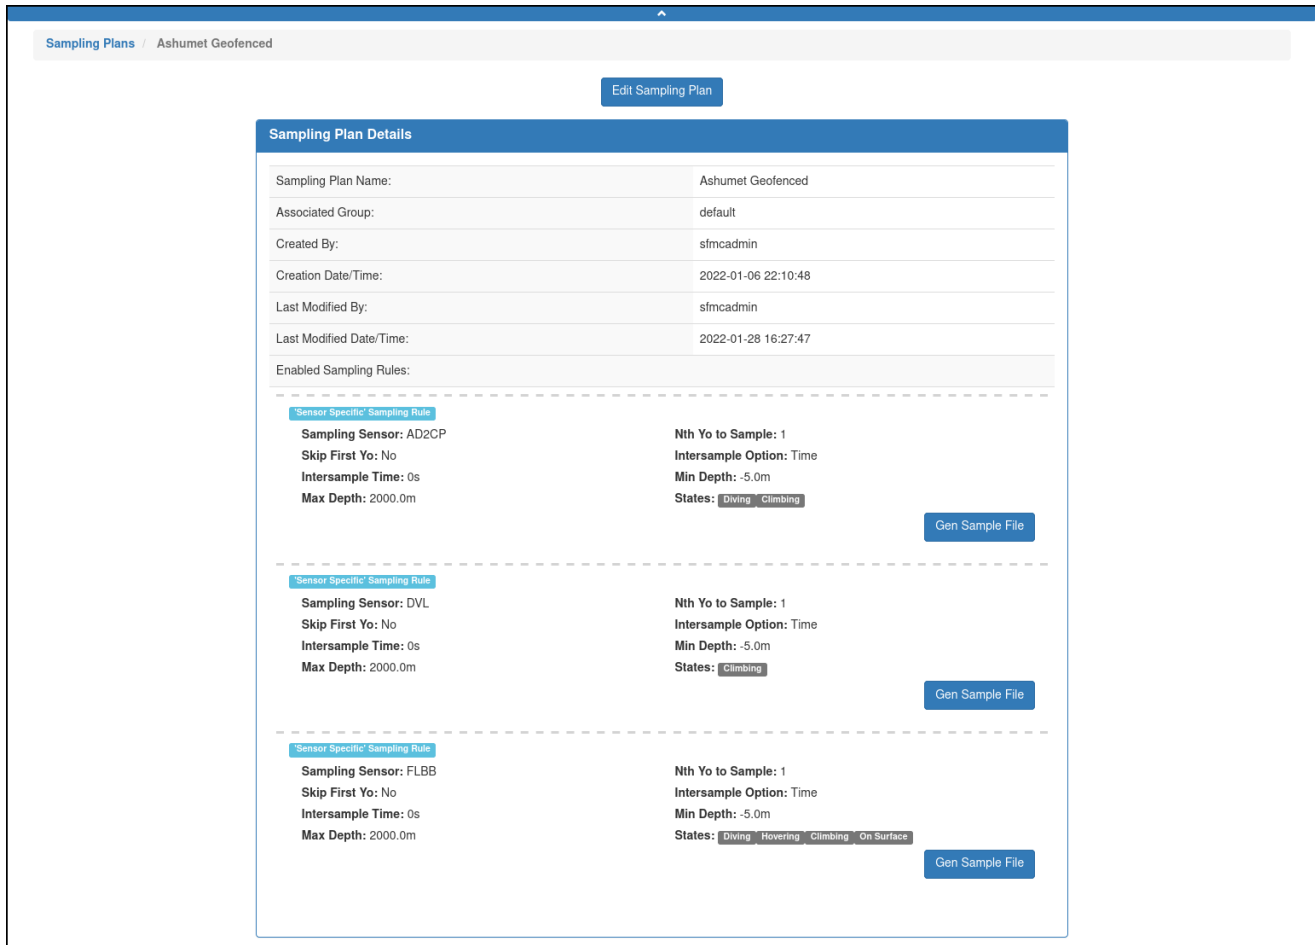 Sampling Plans / Ashumet Geofenced
Edit Sampling Plan
Sampling Plan Details
Sampling Plan Name: Ashumet Geofenced
Associated Group: default
Created By: sfmcadmin
Creation Date/Time: 2022-01-06 22:10:48
Last Modified By: sfmcadmin
Last Modified Date/Time: 2022-01-28 16:27:47
Enabled Sampling Rules:
'Sensor Specific' Sampling Rule
Sampling Sensor: AD2CP Nth Yo to Sample: 1
Skip First Yo: No Intersample Option: Time
Intersample Time: 0s Min Depth: -5.0m
Max Depth: 2000.0m States: Diving Climbing
Gen Sample File
'Sensor Specific' Sampling Rule
Sampling Sensor: DVL Nth Yo to Sample: 1
Skip First Yo: No Intersample Option: Time
Intersample Time: 0s Min Depth: -5.0m
Max Depth: 2000.0m States: Climbing
Gen Sample File
'Sensor Specific' Sampling Rule
Sampling Sensor: FLBB Nth Yo to Sample: 1
Skip First Yo: No Intersample Option: Time
Intersample Time: 0s Min Depth: -5.0m
Max Depth: 2000.0m States: Diving Hovering Climbing On Surface
Gen Sample File